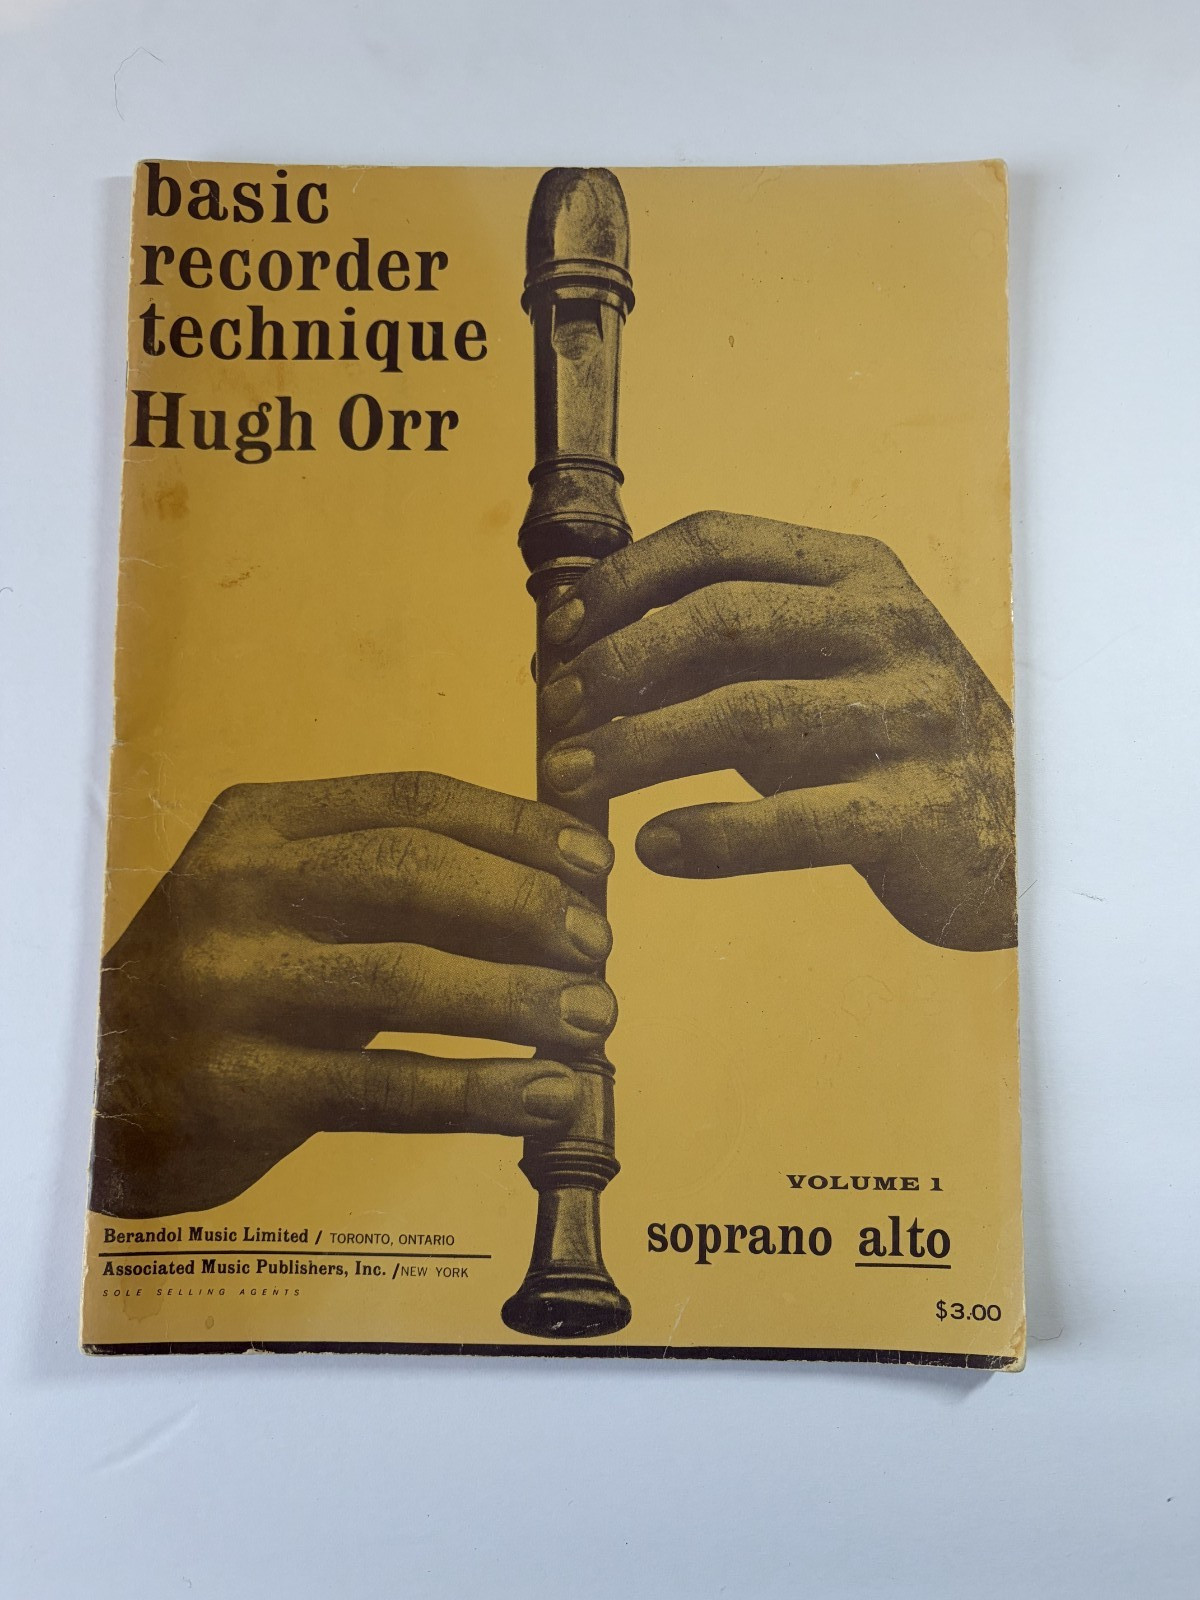 basic
recorder
technique
Hugh Orr
VOLUME 1
soprano alto
Berandol Music Limited / TORONTO, ONTARIO
Associated Music Publishers, Inc. / NEW YORK
SOLE SELLING AGENTS
$3.00